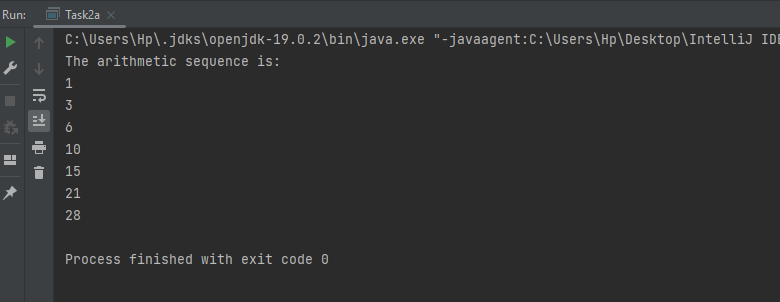 Run: Task2a
C:\Users\Hp\.jdks\openjdk-19.0.2\bin\java.exe "-javaagent:C:\Users\Hp\Desktop\IntelliJ IDE
The arithmetic sequence is:
1
3
6
10
15
21
28
Process finished with exit code 0